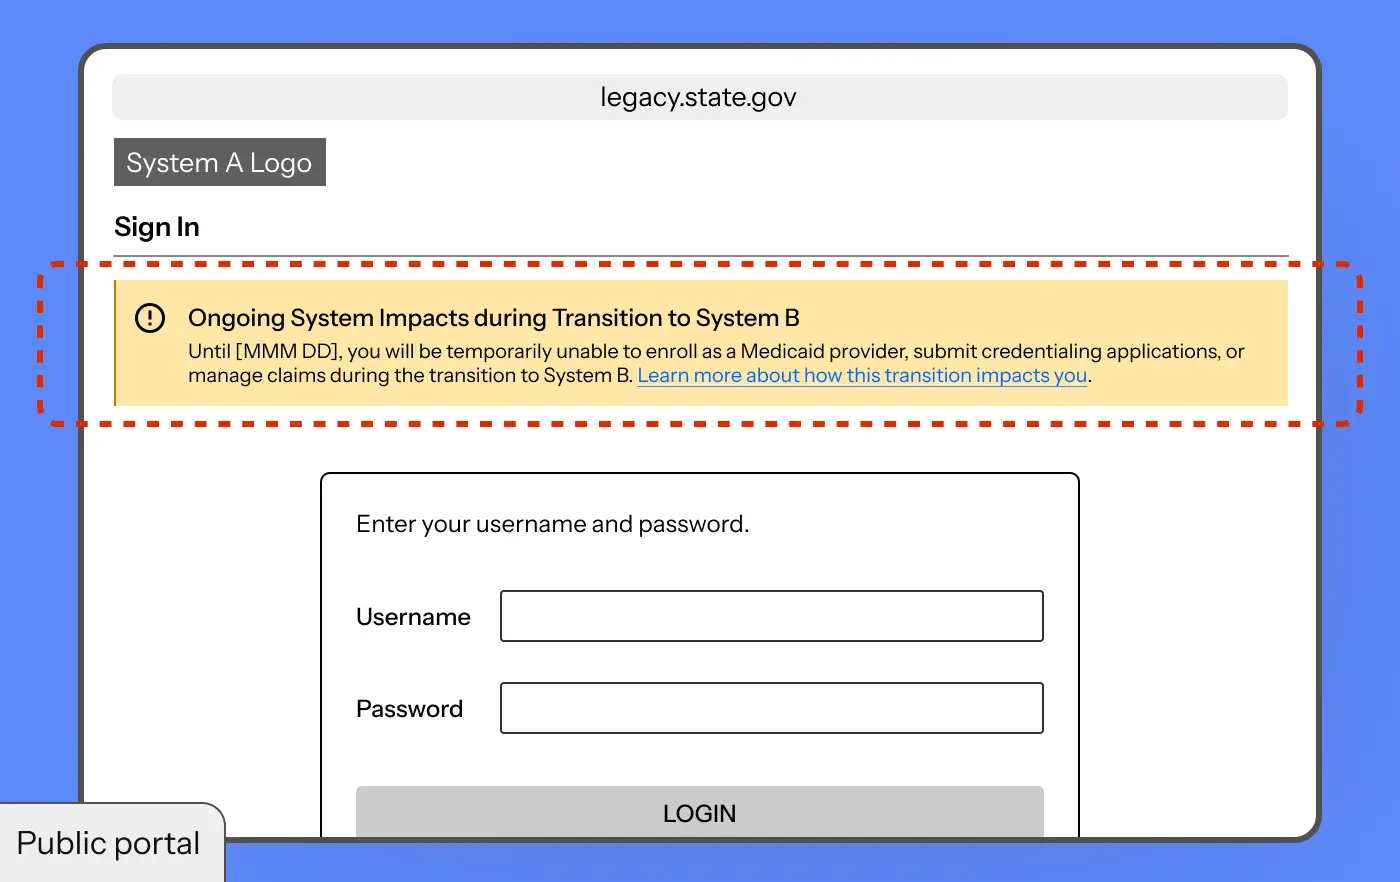 legacy.state.gov
System A Logo
Sign In
Ongoing System Impacts during Transition to System B
Until [MMM DD], you will be temporarily unable to enroll as a Medicaid provider, submit credentialing applications, or
manage claims during the transition to System B. Learn more about how this transition impacts you.
Enter your username and password.
Username
Password
LOGIN
Public portal